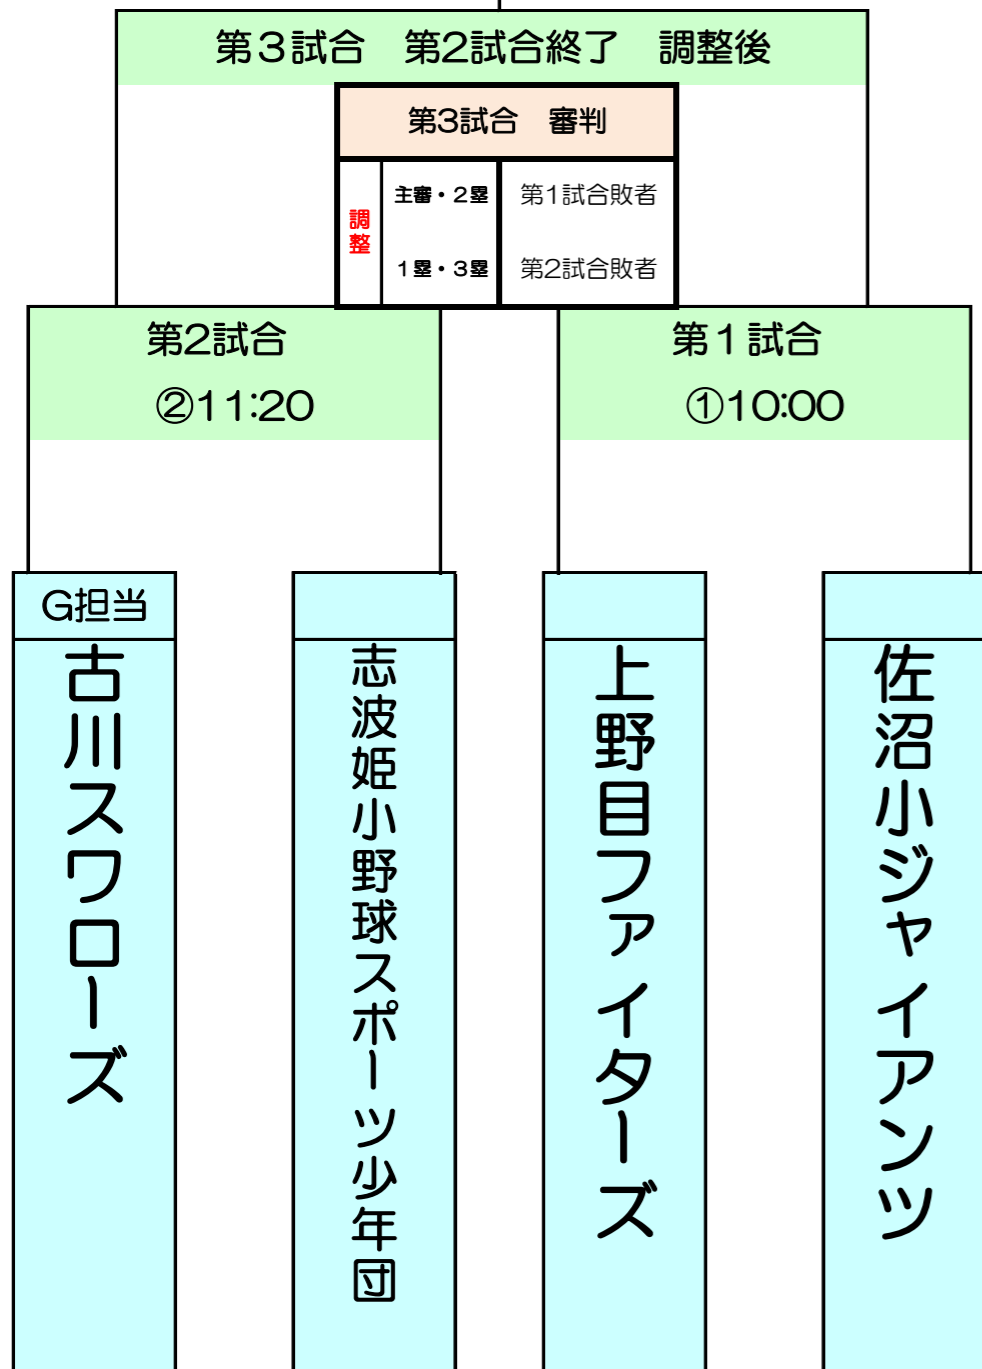 第３試合　第2試合終了　調整後
第3試合　審判
調整
主審・２塁
第1試合敗者
１塁・３塁
第2試合敗者
第2試合
②11:20
第１試合
①10:00
G担当
古川スワローズ
志波姫小野球スポーツ少年団
上野目ファイターズ
佐沼小ジャイアンツ